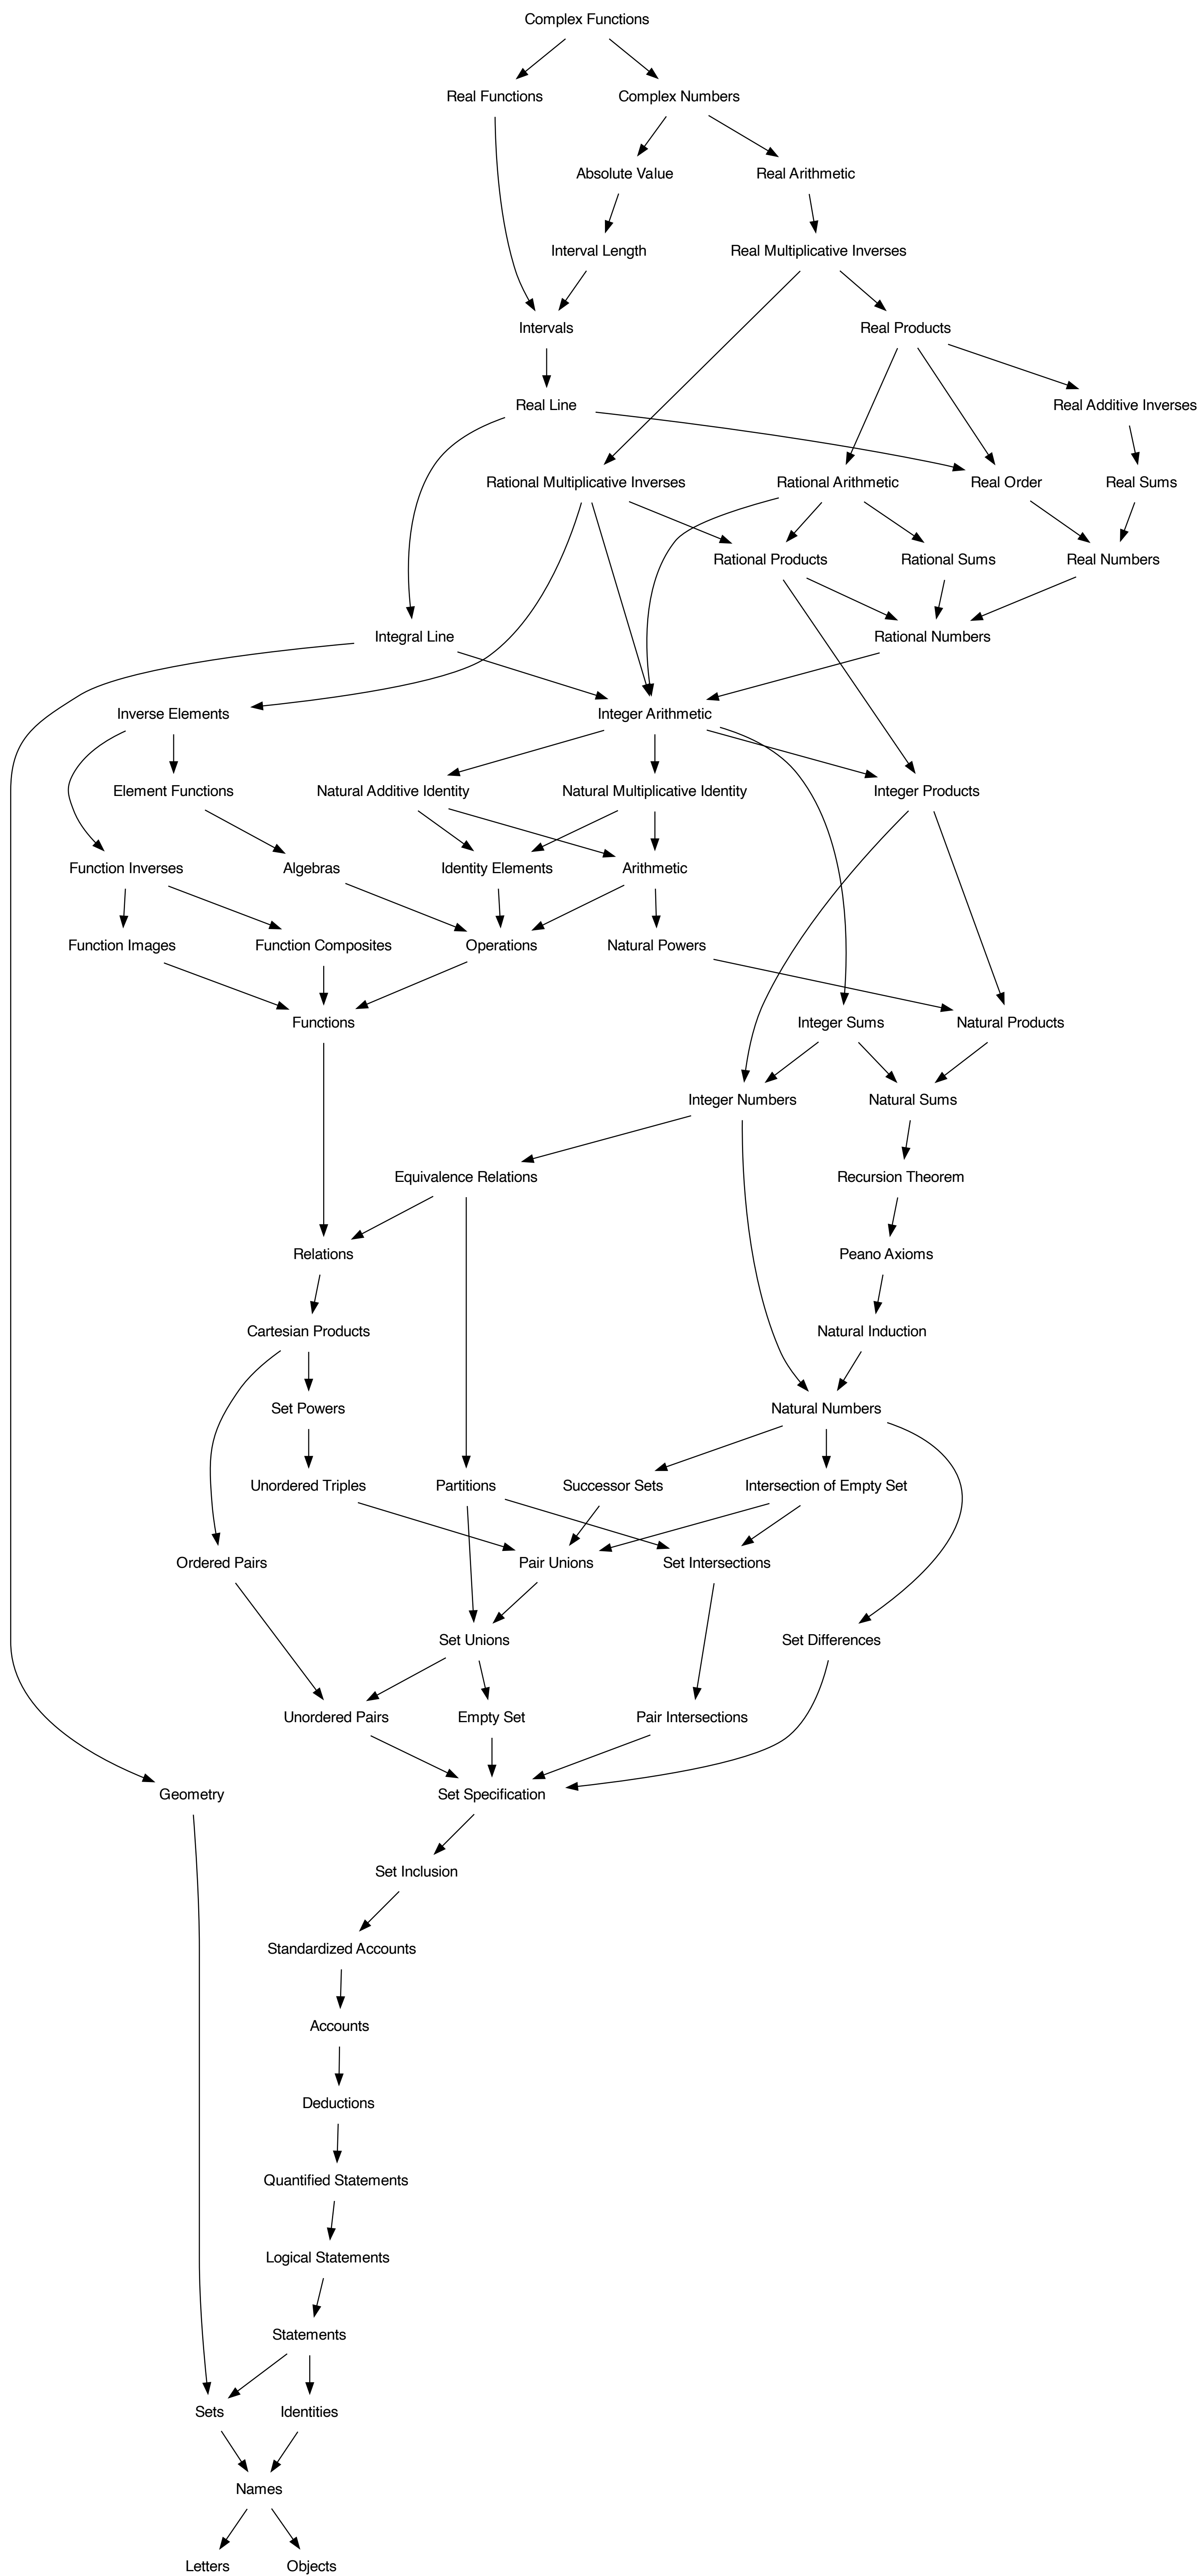 Complex Functions
Real Functions
Complex Numbers
Absolute Value
Real Arithmetic
Interval Length
Real Multiplicative Inverses
Intervals
Real Products
Real Line
Real Additive Inverses
Rational Multiplicative Inverses
Rational Arithmetic
Real Order
Real Sums
Rational Products
Rational Sums
Real Numbers
Integral Line
Rational Numbers
Inverse Elements
Integer Arithmetic
Element Functions
Natural Additive Identity
Natural Multiplicative Identity
Integer Products
Function Inverses
Algebras
Identity Elements
Arithmetic
Function Images
Function Composites
Operations
Natural Powers
Functions
Integer Sums
Natural Products
Integer Numbers
Natural Sums
Equivalence Relations
Recursion Theorem
Relations
Peano Axioms
Cartesian Products
Natural Induction
Set Powers
Natural Numbers
Unordered Triples
Partitions
Successor Sets
Intersection of Empty Set
Ordered Pairs
Pair Unions
Set Intersections
Set Unions
Set Differences
Unordered Pairs
Empty Set
Pair Intersections
Geometry
Set Specification
Set Inclusion
Standardized Accounts
Accounts
Deductions
Quantified Statements
Logical Statements
Statements
Sets
Identities
Names
Letters
Objects